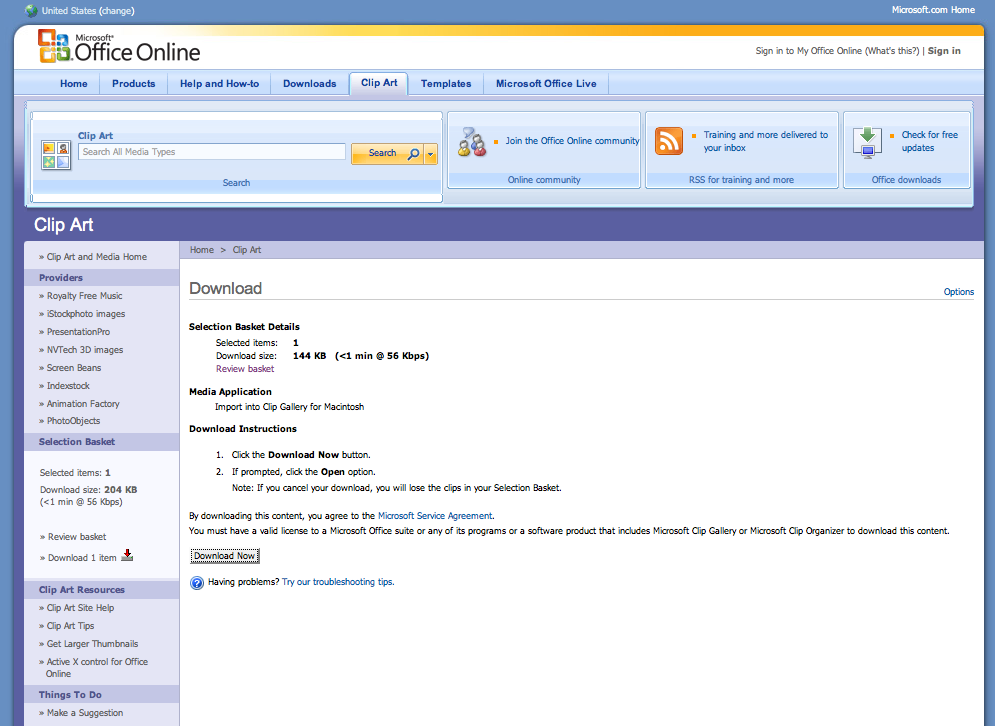 United States (change)
Microsoft.com Home
Microsoft®
Office Online
Sign in to My Office Online (What's this?) | Sign in
Home
Products
Help and How-to
Downloads
Clip Art
Templates
Microsoft Office Live
Clip Art
Search All Media Types
Search
Search
Join the Office Online community
Online community
Training and more delivered to
your inbox
RSS for training and more
Check for free
updates
Office downloads
Clip Art
» Clip Art and Media Home
Providers
» Royalty Free Music
» iStockphoto images
» PresentationPro
» NVTech 3D images
» Screen Beans
» Indexstock
» Animation Factory
» PhotoObjects
Selection Basket
Selected items: 1
Download size: 204 KB
(<1 min @ 56 Kbps)
» Review basket
» Download 1 item
Clip Art Resources
» Clip Art Site Help
» Clip Art Tips
» Get Larger Thumbnails
» Active X control for Office
Online
Things To Do
» Make a Suggestion
Home > Clip Art
Download
Options
Selection Basket Details
Selected items: 1
Download size: 144 KB (<1 min @ 56 Kbps)
Review basket
Media Application
Import into Clip Gallery for Macintosh
Download Instructions
1. Click the Download Now button.
2. If prompted, click the Open option.
Note: If you cancel your download, you will lose the clips in your Selection Basket.
By downloading this content, you agree to the Microsoft Service Agreement.
You must have a valid license to a Microsoft Office suite or any of its programs or a software product that includes Microsoft Clip Gallery or Microsoft Clip Organizer to download this content.
Download Now
Having problems? Try our troubleshooting tips.